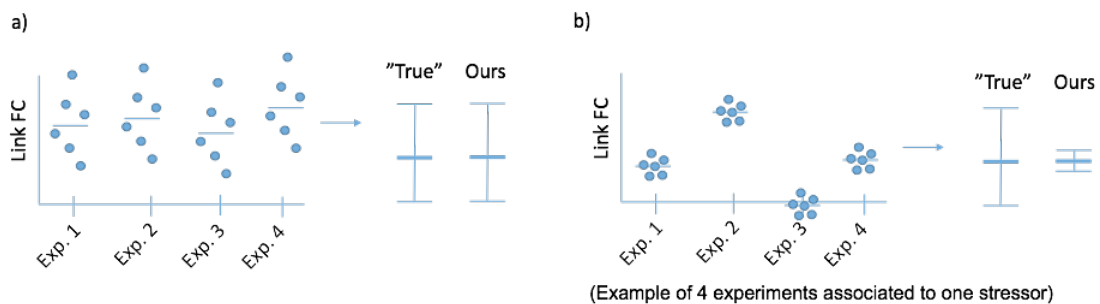 a)
”True” Ours
Link FC
Exp. 1 Exp. 2 Exp. 3 Exp. 4
b)
”True” Ours
Link FC
Exp. 1 Exp. 2 Exp. 3 Exp. 4
(Example of 4 experiments associated to one stressor)